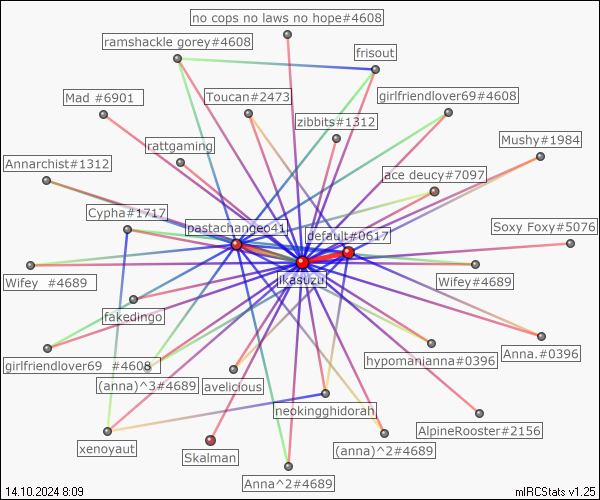 no cops no laws no hope#4608
ramshackle gorey#4608
frisout
Mad #6901
Toucan#2473
girlfriendlover69#4608
zibbits#1312
Mushy#1984
rattgaming
Annarchist#1312
ace deucy#7097
Cypha#1717
pastachangeo41
default#0617
Soxy Foxy#5076
ikasuzu
Wifey #4689
Wifey#4689
fakedingo
girlfriendlover69 #4608
hypomanianna#0396
Anna.#0396
(anna)^3#4689
avelicious
neokingghidorah
AlpineRooster#2156
xenoyaut
Skalman
(anna)^2#4689
Anna^2#4689
14.10.2024 8:09
mIRCStats v1.25